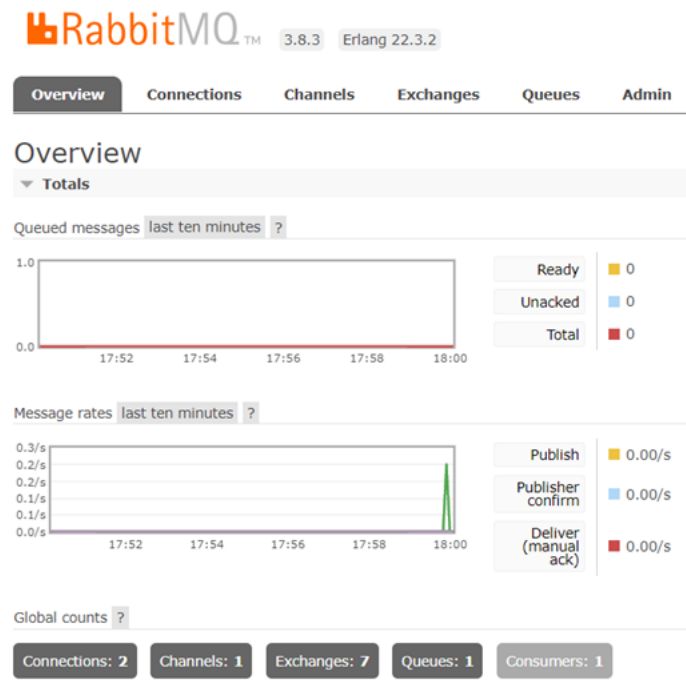 RabbitMQ TM 3.8.3 Erlang 22.3.2
Overview Connections Channels Exchanges Queues Admin
Overview
Totals
Queued messages last ten minutes ?
1.0
0.0
17:52 17:54 17:56 17:58 18:00
Ready 0
Unacked 0
Total 0
Message rates last ten minutes ?
0.3/s
0.2/s
0.2/s
0.1/s
0.1/s
0.0/s
17:52 17:54 17:56 17:58 18:00
Publish 0.00/s
Publisher
confirm 0.00/s
Deliver
(manual 0.00/s
ack)
Global counts ?
Connections: 2 Channels: 1 Exchanges: 7 Queues: 1 Consumers: 1